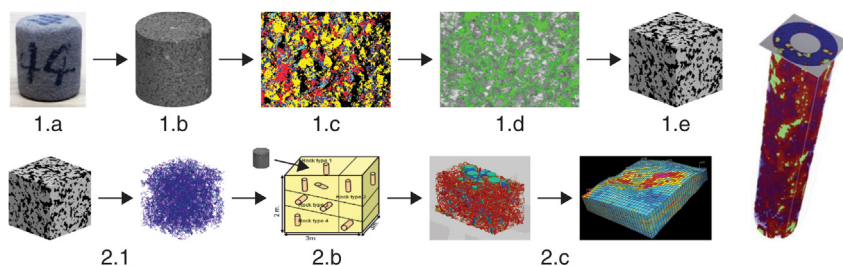 44
1.a
1.b
1.c
1.d
1.e
Rock type 1
Rock type 4
2 m
3m
2.1
2.b
2.c